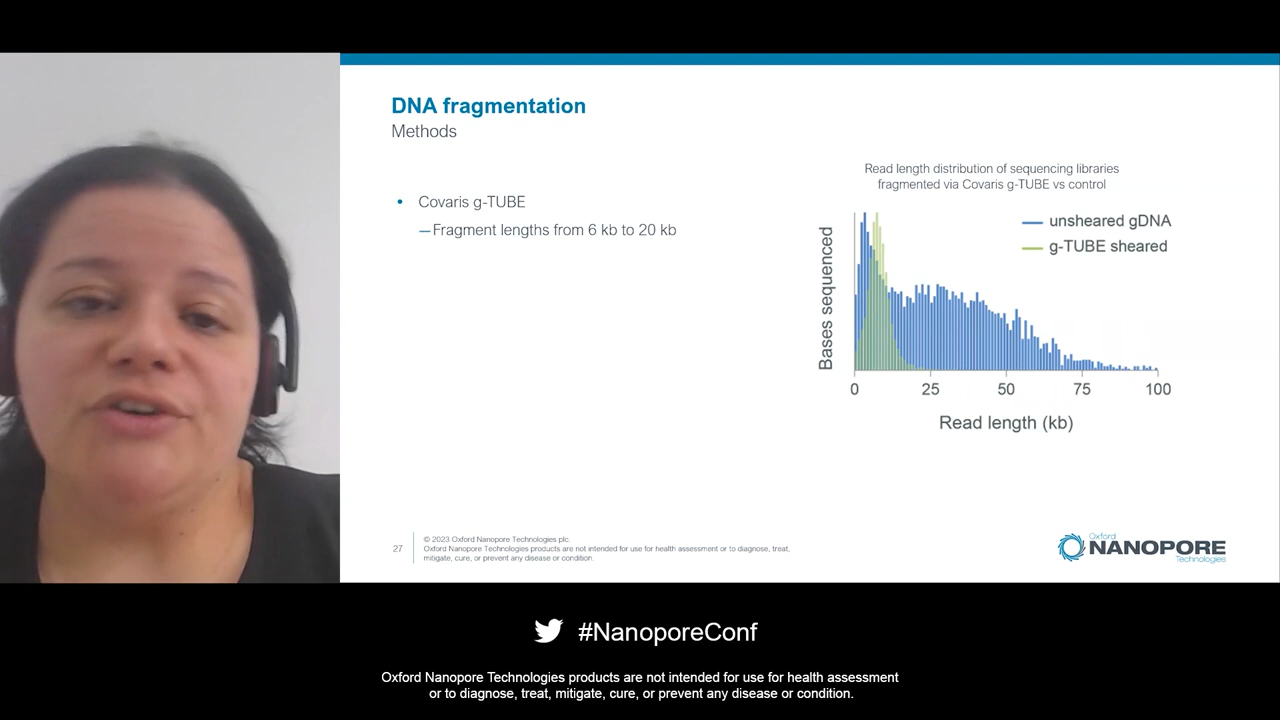 DNA fragmentation
Methods
• Covaris g-TUBE
—Fragment lengths from 6 kb to 20 kb
Read length distribution of sequencing libraries
fragmented via Covaris g-TUBE vs control
unsheared gDNA
g-TUBE sheared
Bases sequenced
0 25 50 75 100
Read length (kb)
27
© 2023 Oxford Nanopore Technologies plc.
Oxford Nanopore Technologies products are not intended for use for health assessment or to diagnose, treat,
mitigate, cure, or prevent any disease or condition.
Oxford
NANOPORE
Technologies
#NanoporeConf
Oxford Nanopore Technologies products are not intended for use for health assessment
or to diagnose, treat, mitigate, cure, or prevent any disease or condition.